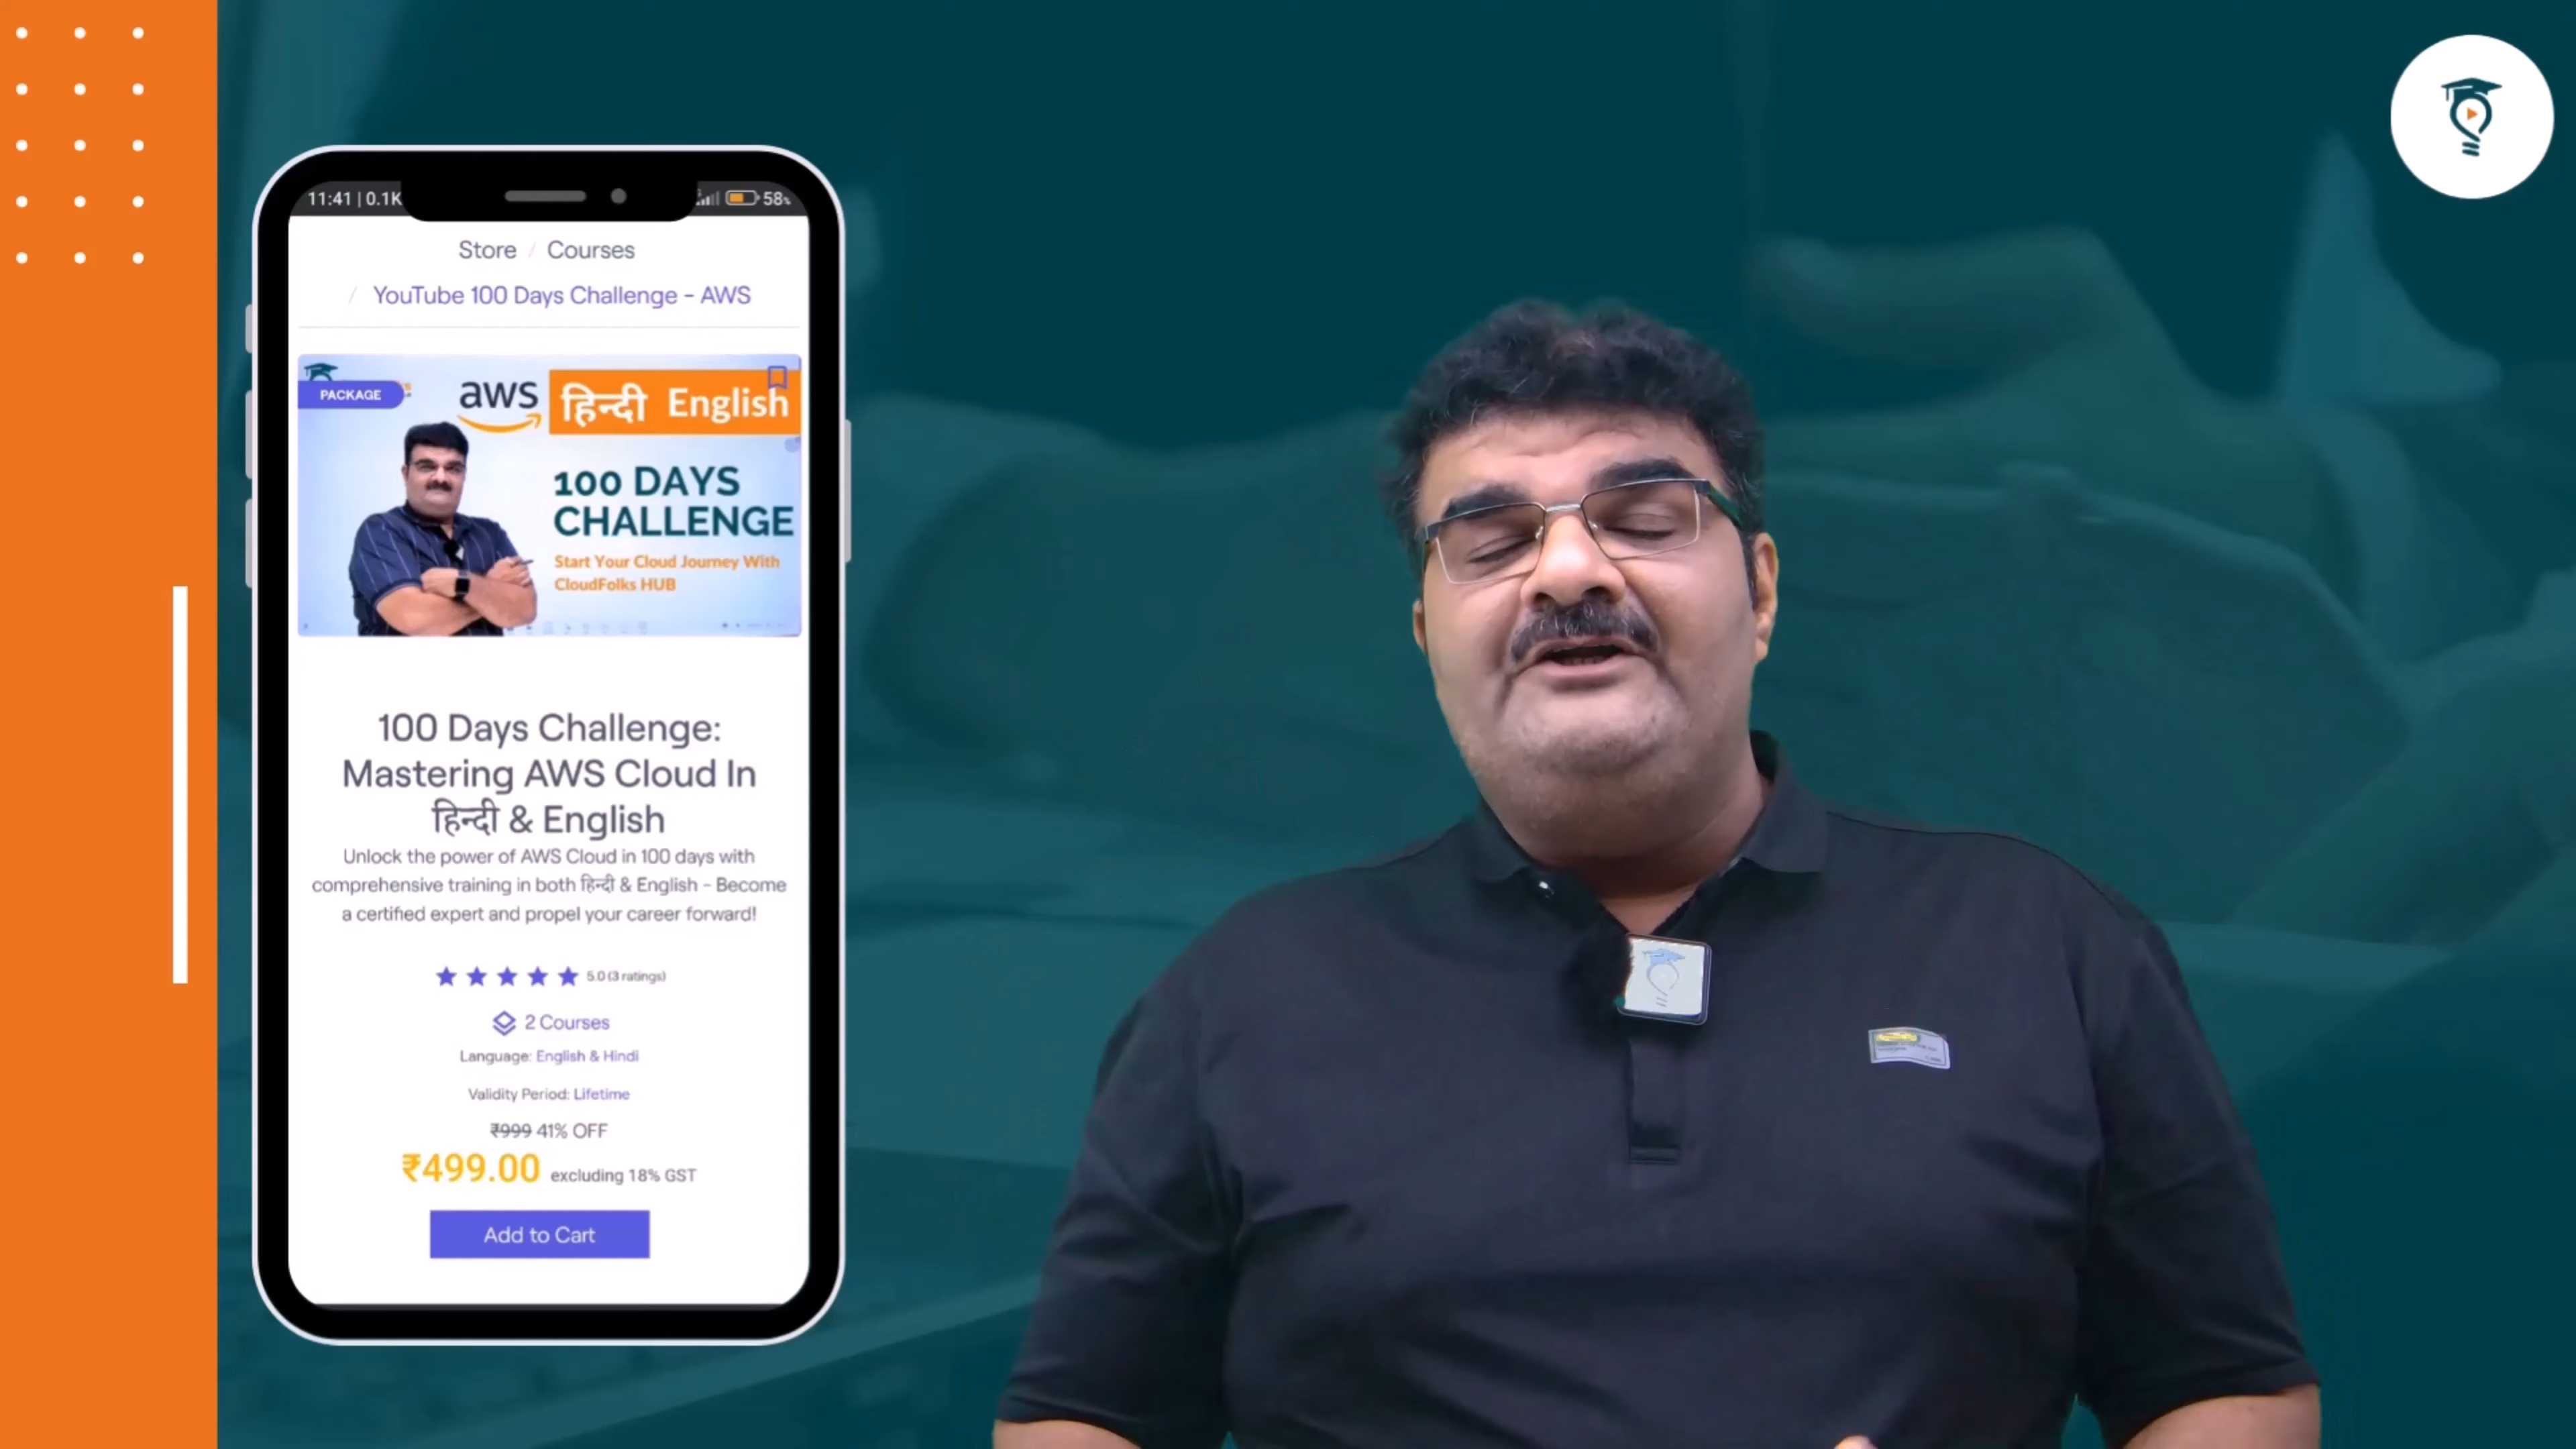 11:41 | 0.1K
58%
Store / Courses
/ YouTube 100 Days Challenge - AWS
PACKAGE
aws
हिन्दी English
100 DAYS
CHALLENGE
Start Your Cloud Journey With
CloudFolks HUB
100 Days Challenge:
Mastering AWS Cloud In
हिन्दी & English
Unlock the power of AWS Cloud in 100 days with
comprehensive training in both हिन्दी & English - Become
a certified expert and propel your career forward!
5.0 (3 ratings)
2 Courses
Language: English & Hindi
Validity Period: Lifetime
₹999 41% OFF
₹499.00 excluding 18% GST
Add to Cart